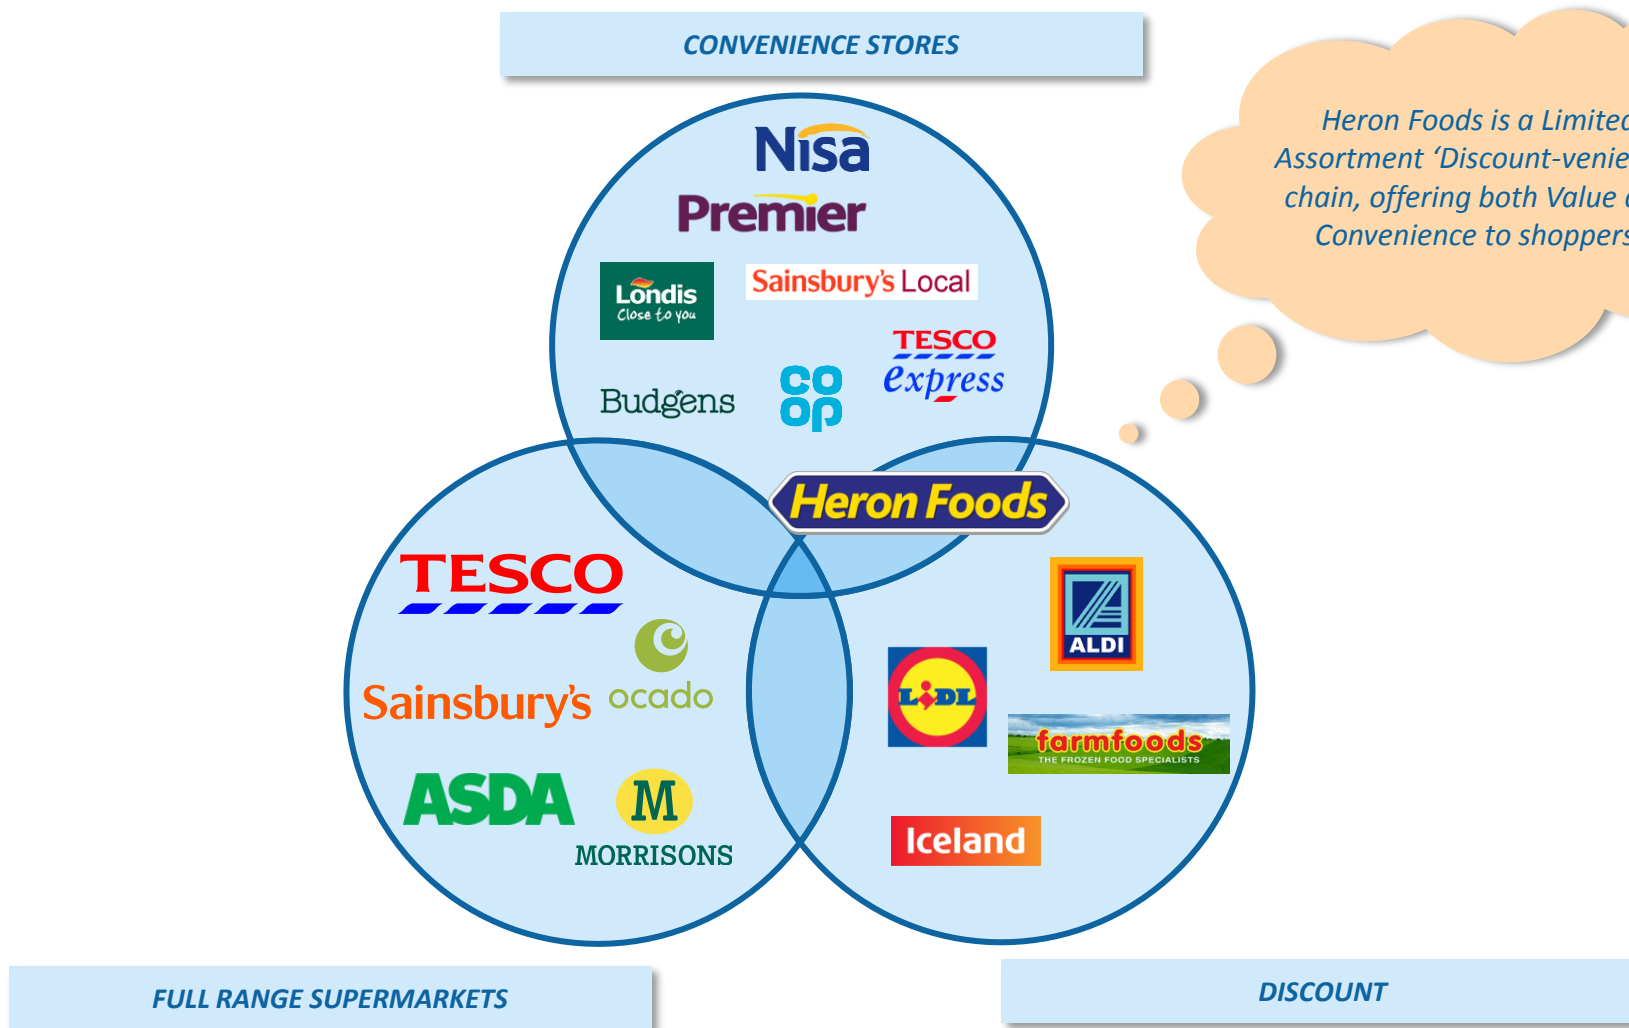 CONVENIENCE STORES
Heron Foods is a Limited
Assortment ‘Discount-venie
chain, offering both Value
Convenience to shoppers
Nisa
Premier
Londis
Close to you
Sainsbury's Local
TESCO
express
Budgens
CO
OP
Heron Foods
TESCO
ocado
Sainsbury's
ASDA
M
MORRISONS
ALDI
LIDL
farmfoods
THE FROZEN FOOD SPECIALISTS
Iceland
FULL RANGE SUPERMARKETS
DISCOUNT